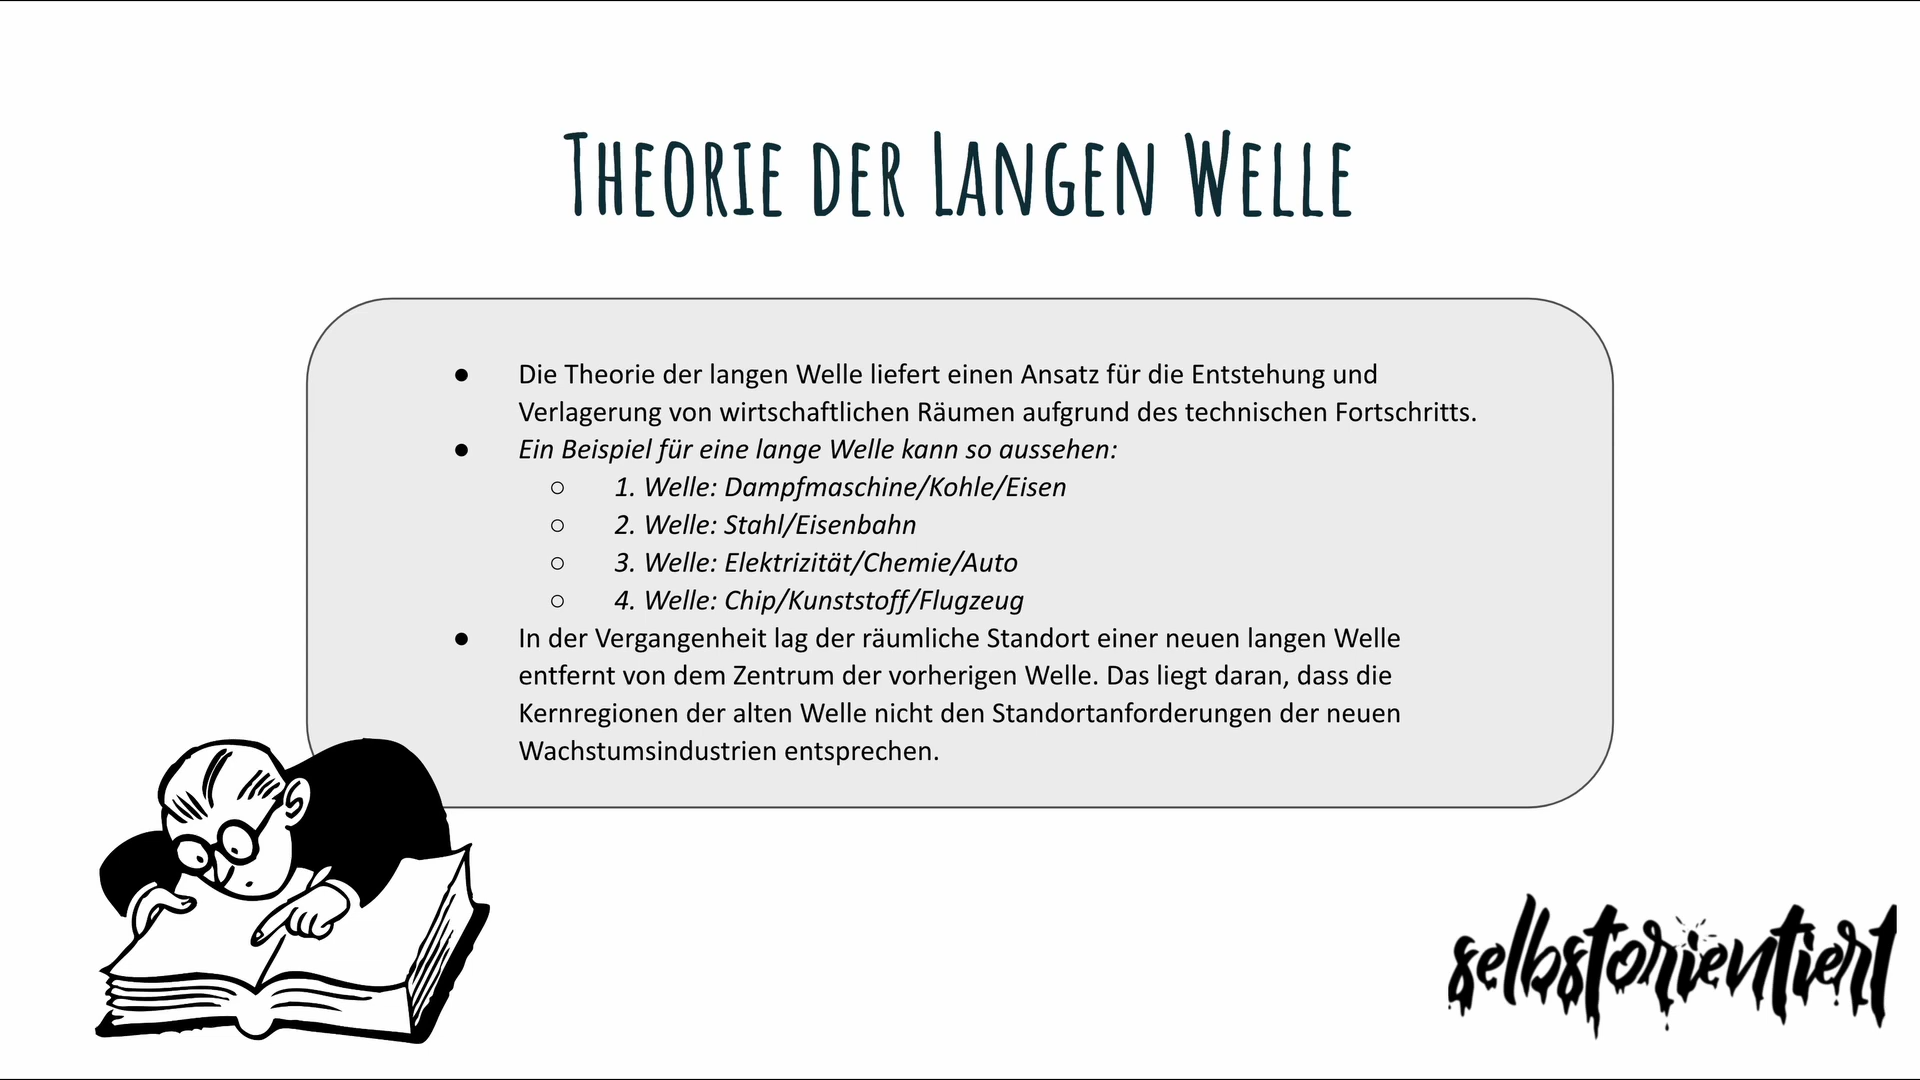 Theorie der Langen Welle
● Die Theorie der langen Welle liefert einen Ansatz für die Entstehung und
Verlagerung von wirtschaftlichen Räumen aufgrund des technischen Fortschritts.
● Ein Beispiel für eine lange Welle kann so aussehen:
○ 1. Welle: Dampfmaschine/Kohle/Eisen
○ 2. Welle: Stahl/Eisenbahn
○ 3. Welle: Elektrizität/Chemie/Auto
○ 4. Welle: Chip/Kunststoff/Flugzeug
● In der Vergangenheit lag der räumliche Standort einer neuen langen Welle
entfernt von dem Zentrum der vorherigen Welle. Das liegt daran, dass die
Kernregionen der alten Welle nicht den Standortanforderungen der neuen
Wachstumsindustrien entsprechen.
selbstorientiert